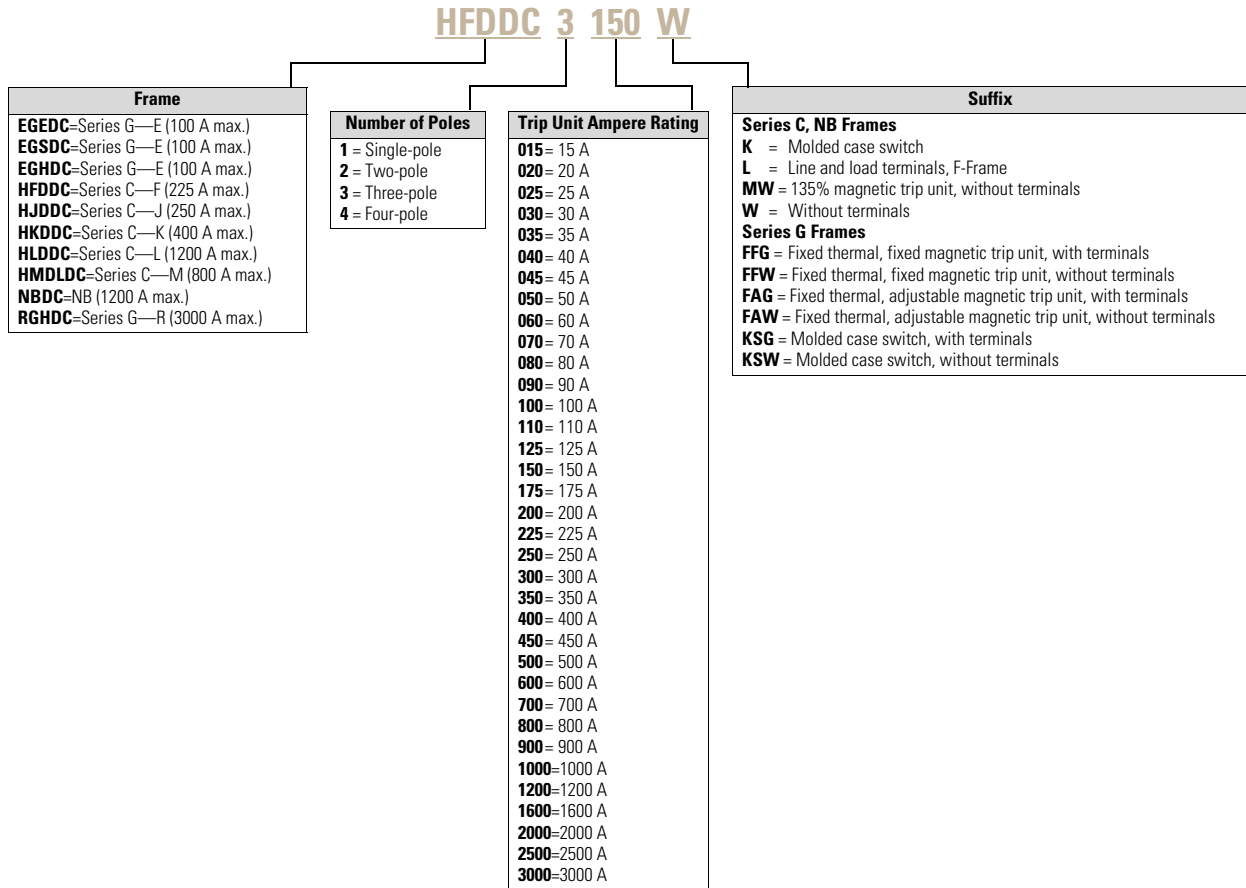 HFDDC 3 150 W
Frame
EGEDC=Series G—E (100 A max.)
EGSDC=Series G—E (100 A max.)
EGHDC=Series G—E (100 A max.)
HFDDC=Series C—F (225 A max.)
HJDDC=Series C—J (250 A max.)
HKDDC=Series C—K (400 A max.)
HLDDC=Series C—L (1200 A max.)
HMDLDC=Series C—M (800 A max.)
NBDC=NB (1200 A max.)
RGHDC=Series G—R (3000 A max.)
Number of Poles
1 = Single-pole
2 = Two-pole
3 = Three-pole
4 = Four-pole
Trip Unit Ampere Rating
015= 15 A
020= 20 A
025= 25 A
030= 30 A
035= 35 A
040= 40 A
045= 45 A
050= 50 A
060= 60 A
070= 70 A
080= 80 A
090= 90 A
100= 100 A
110= 110 A
125= 125 A
150= 150 A
175= 175 A
200= 200 A
225= 225 A
250= 250 A
300= 300 A
350= 350 A
400= 400 A
450= 450 A
500= 500 A
600= 600 A
700= 700 A
800= 800 A
900= 900 A
1000=1000 A
1200=1200 A
1600=1600 A
2000=2000 A
2500=2500 A
3000=3000 A
Suffix
Series C, NB Frames
K = Molded case switch
L = Line and load terminals, F-Frame
MW = 135% magnetic trip unit, without terminals
W = Without terminals
Series G Frames
FFG = Fixed thermal, fixed magnetic trip unit, with terminals
FFW = Fixed thermal, fixed magnetic trip unit, without terminals
FAG = Fixed thermal, adjustable magnetic trip unit, with terminals
FAW = Fixed thermal, adjustable magnetic trip unit, without terminals
KSG = Molded case switch, with terminals
KSW = Molded case switch, without terminals